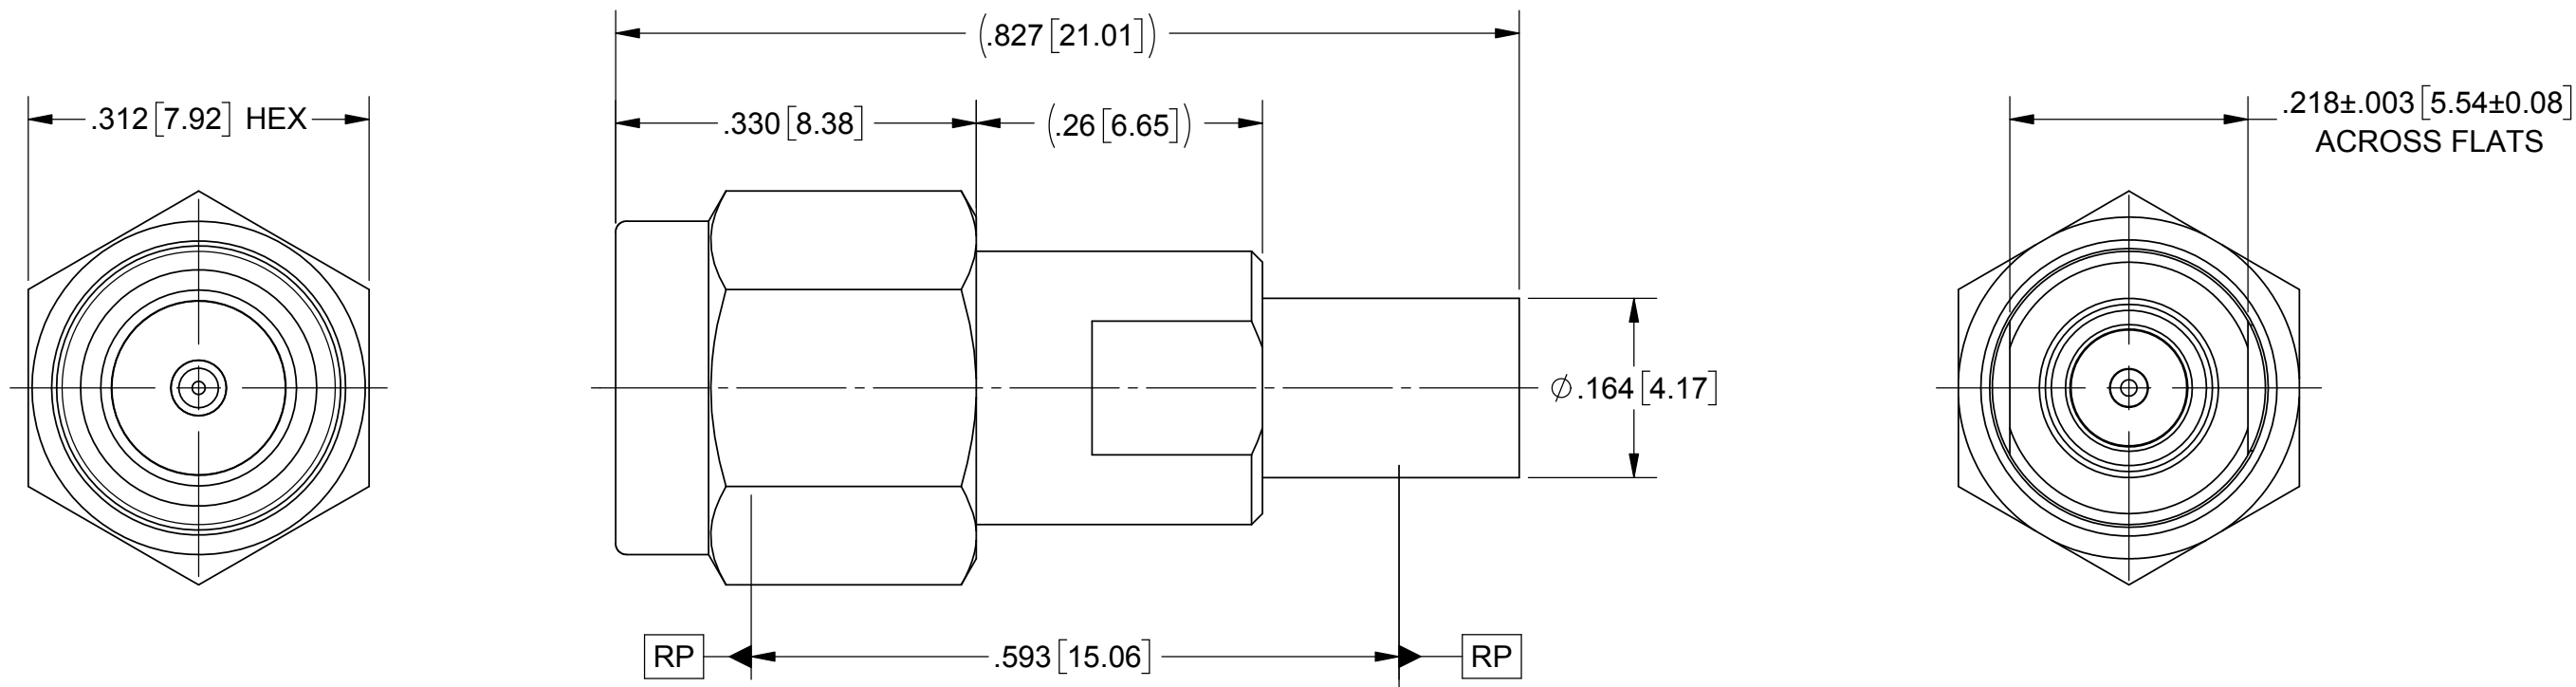 (.827[21.01])
.312[7.92] HEX
.330[8.38]
(.26[6.65])
.218±.003[5.54±0.08]
ACROSS FLATS
∅.164[4.17]
RP
.593[15.06]
RP